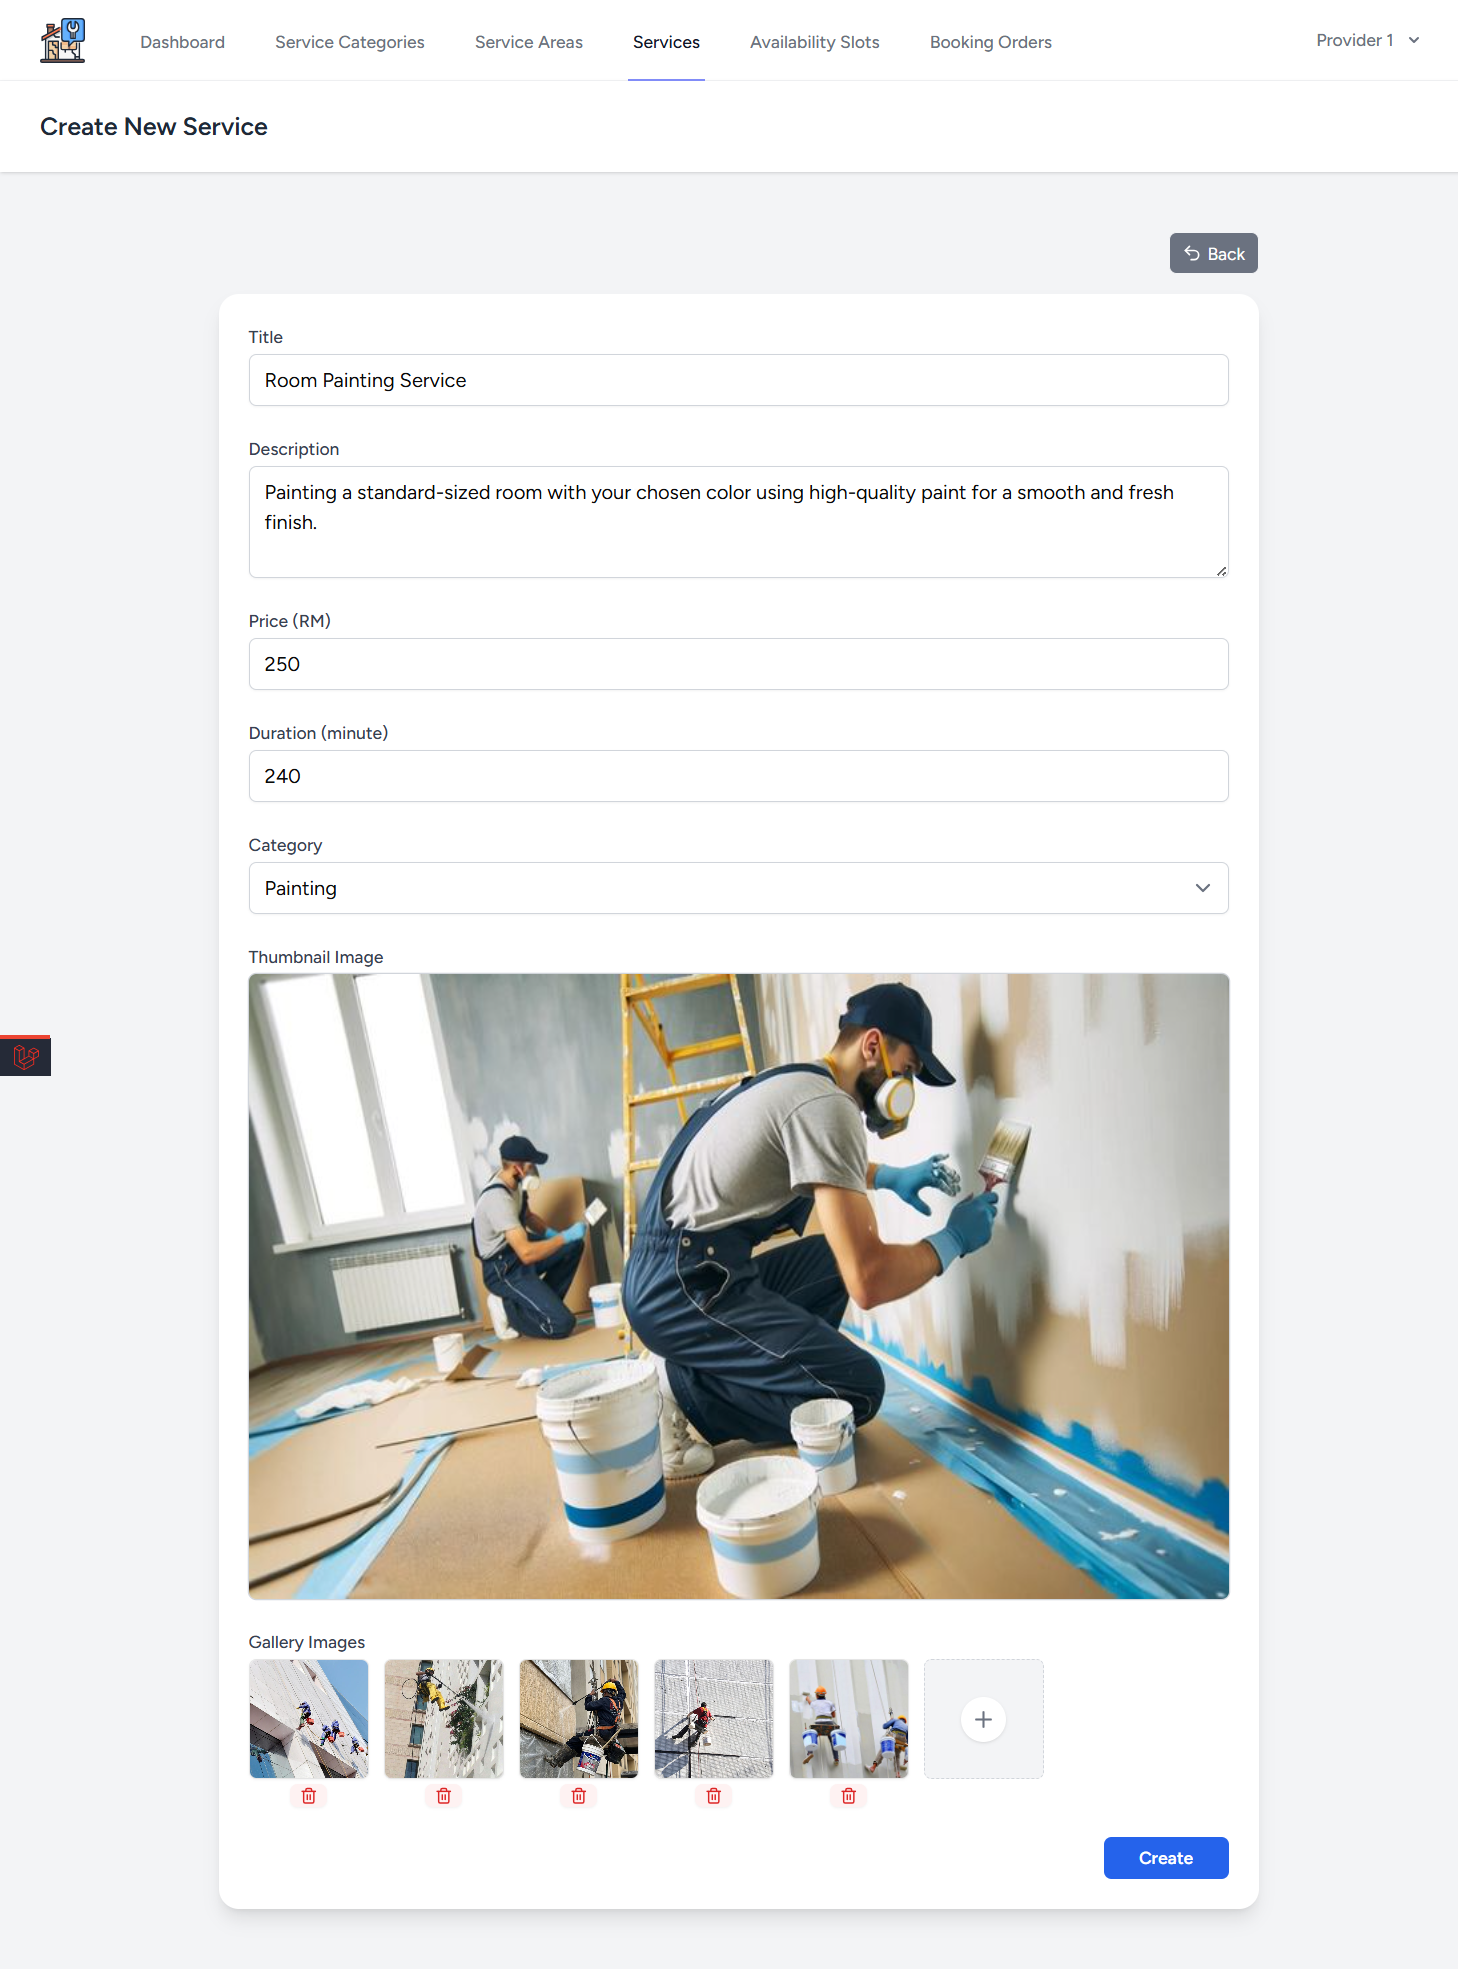 Dashboard
Service Categories
Service Areas
Services
Availability Slots
Booking Orders
Provider 1
Create New Service
Back
Title
Room Painting Service
Description
Painting a standard-sized room with your chosen color using high-quality paint for a smooth and fresh
finish.
Price (RM)
250
Duration (minute)
240
Category
Painting
Thumbnail Image
Gallery Images
Create